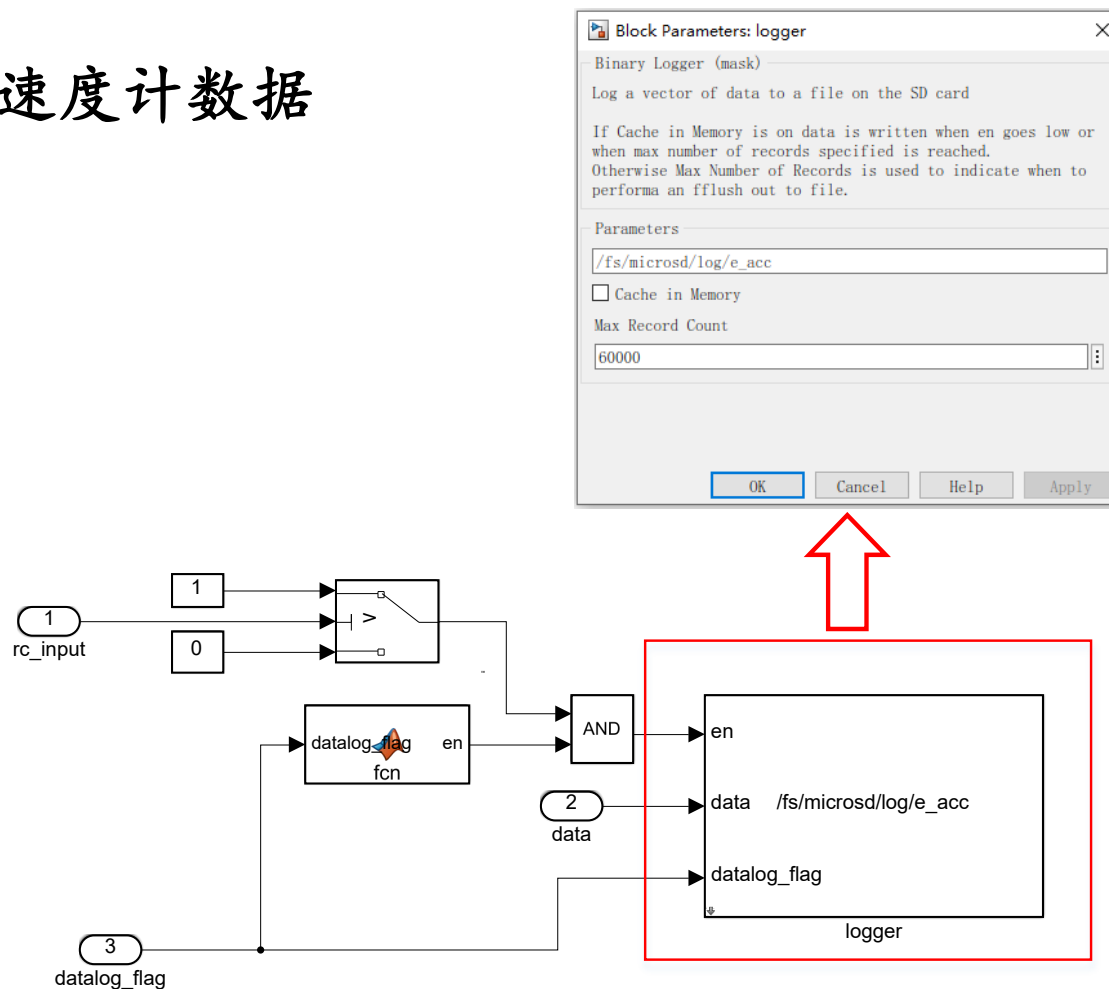 速度计数据
Block Parameters: logger
Binary Logger (mask)
Log a vector of data to a file on the SD card
If Cache in Memory is on data is written when en goes low or
when max number of records specified is reached.
Otherwise Max Number of Records is used to indicate when to
performa an fflush out to file.
Parameters
/fs/microsd/log/e_acc
Cache in Memory
Max Record Count
60000
OK Cancel Help Apply
1
1
rc_input
>
0
datalog_flag en
fcn
AND
en
2
data
data /fs/microsd/log/e_acc
datalog_flag
logger
3
datalog_flag